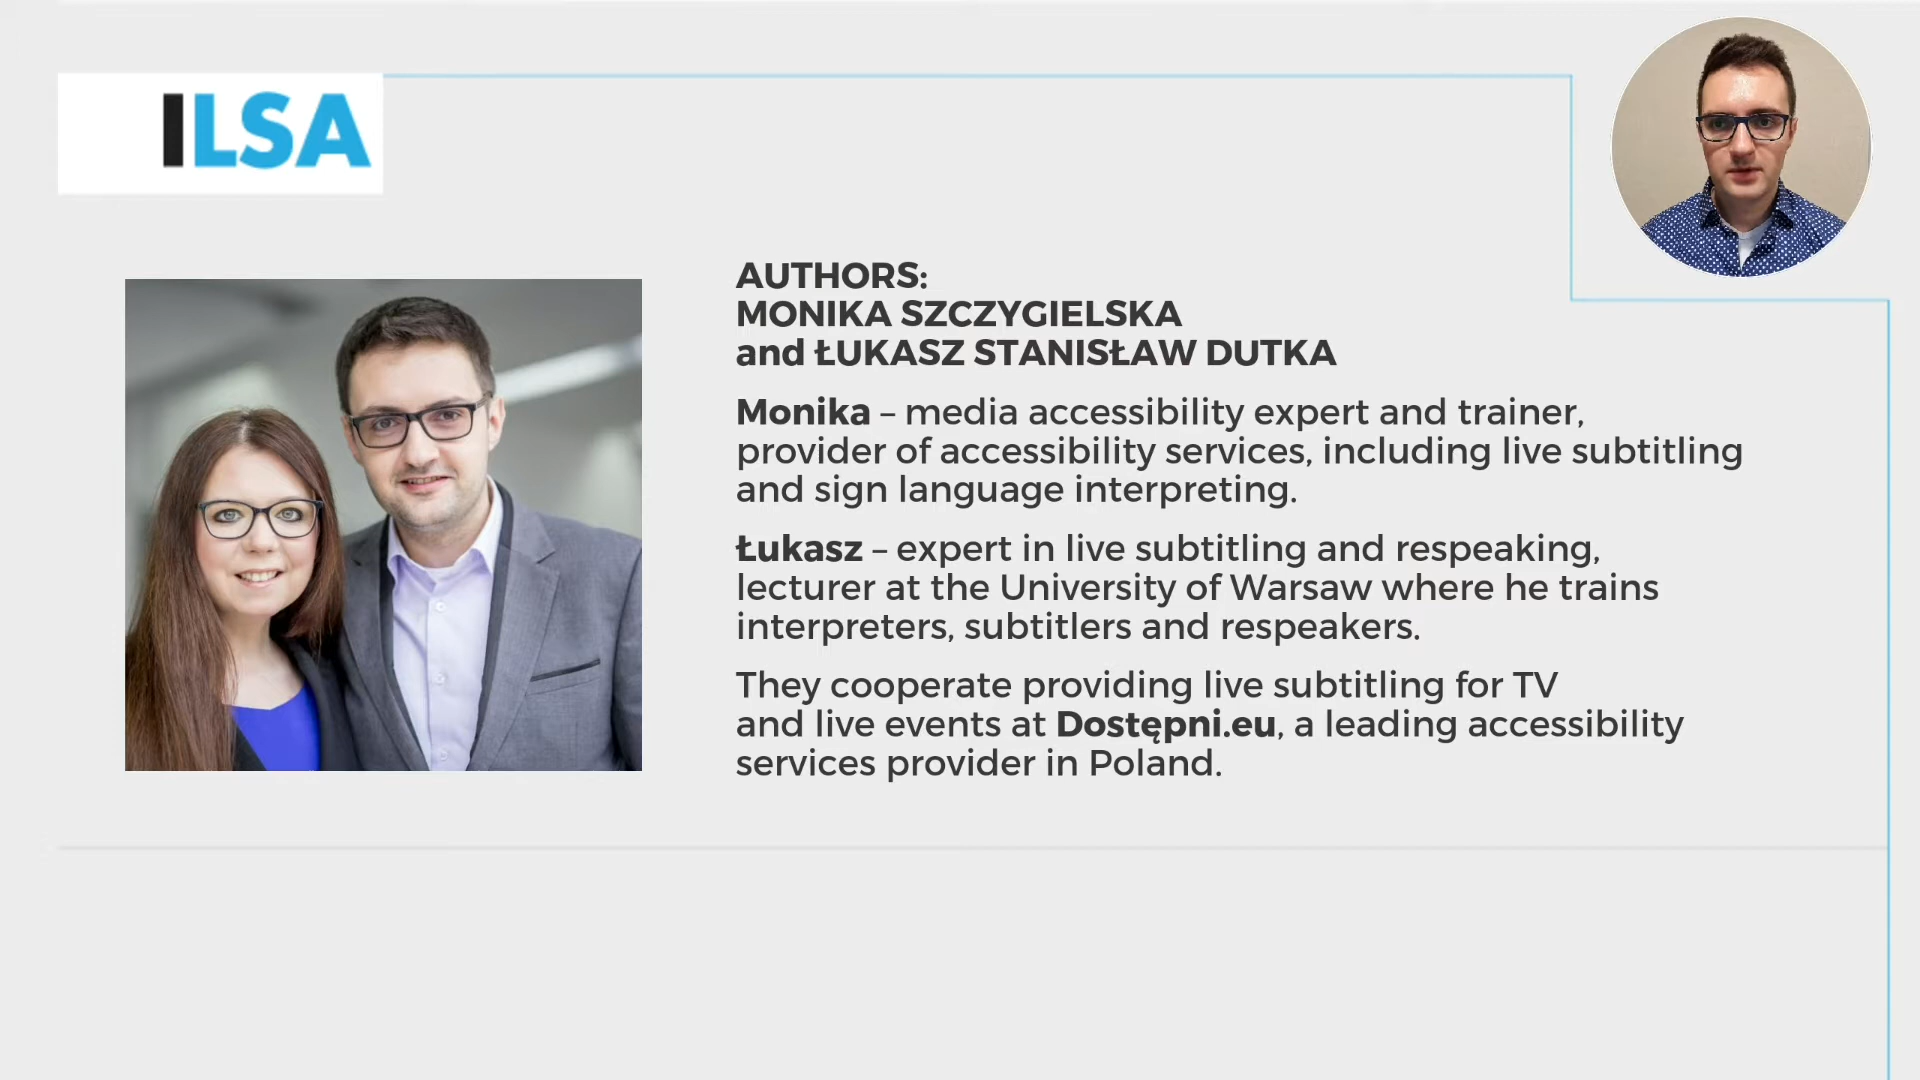 ILSA
AUTHORS:
MONIKA SZCZYGIELSKA
and ŁUKASZ STANISŁAW DUTKA
Monika – media accessibility expert and trainer,
provider of accessibility services, including live subtitling
and sign language interpreting.
Łukasz – expert in live subtitling and respeaking,
lecturer at the University of Warsaw where he trains
interpreters, subtitlers and respeakers.
They cooperate providing live subtitling for TV
and live events at Dostępni.eu, a leading accessibility
services provider in Poland.